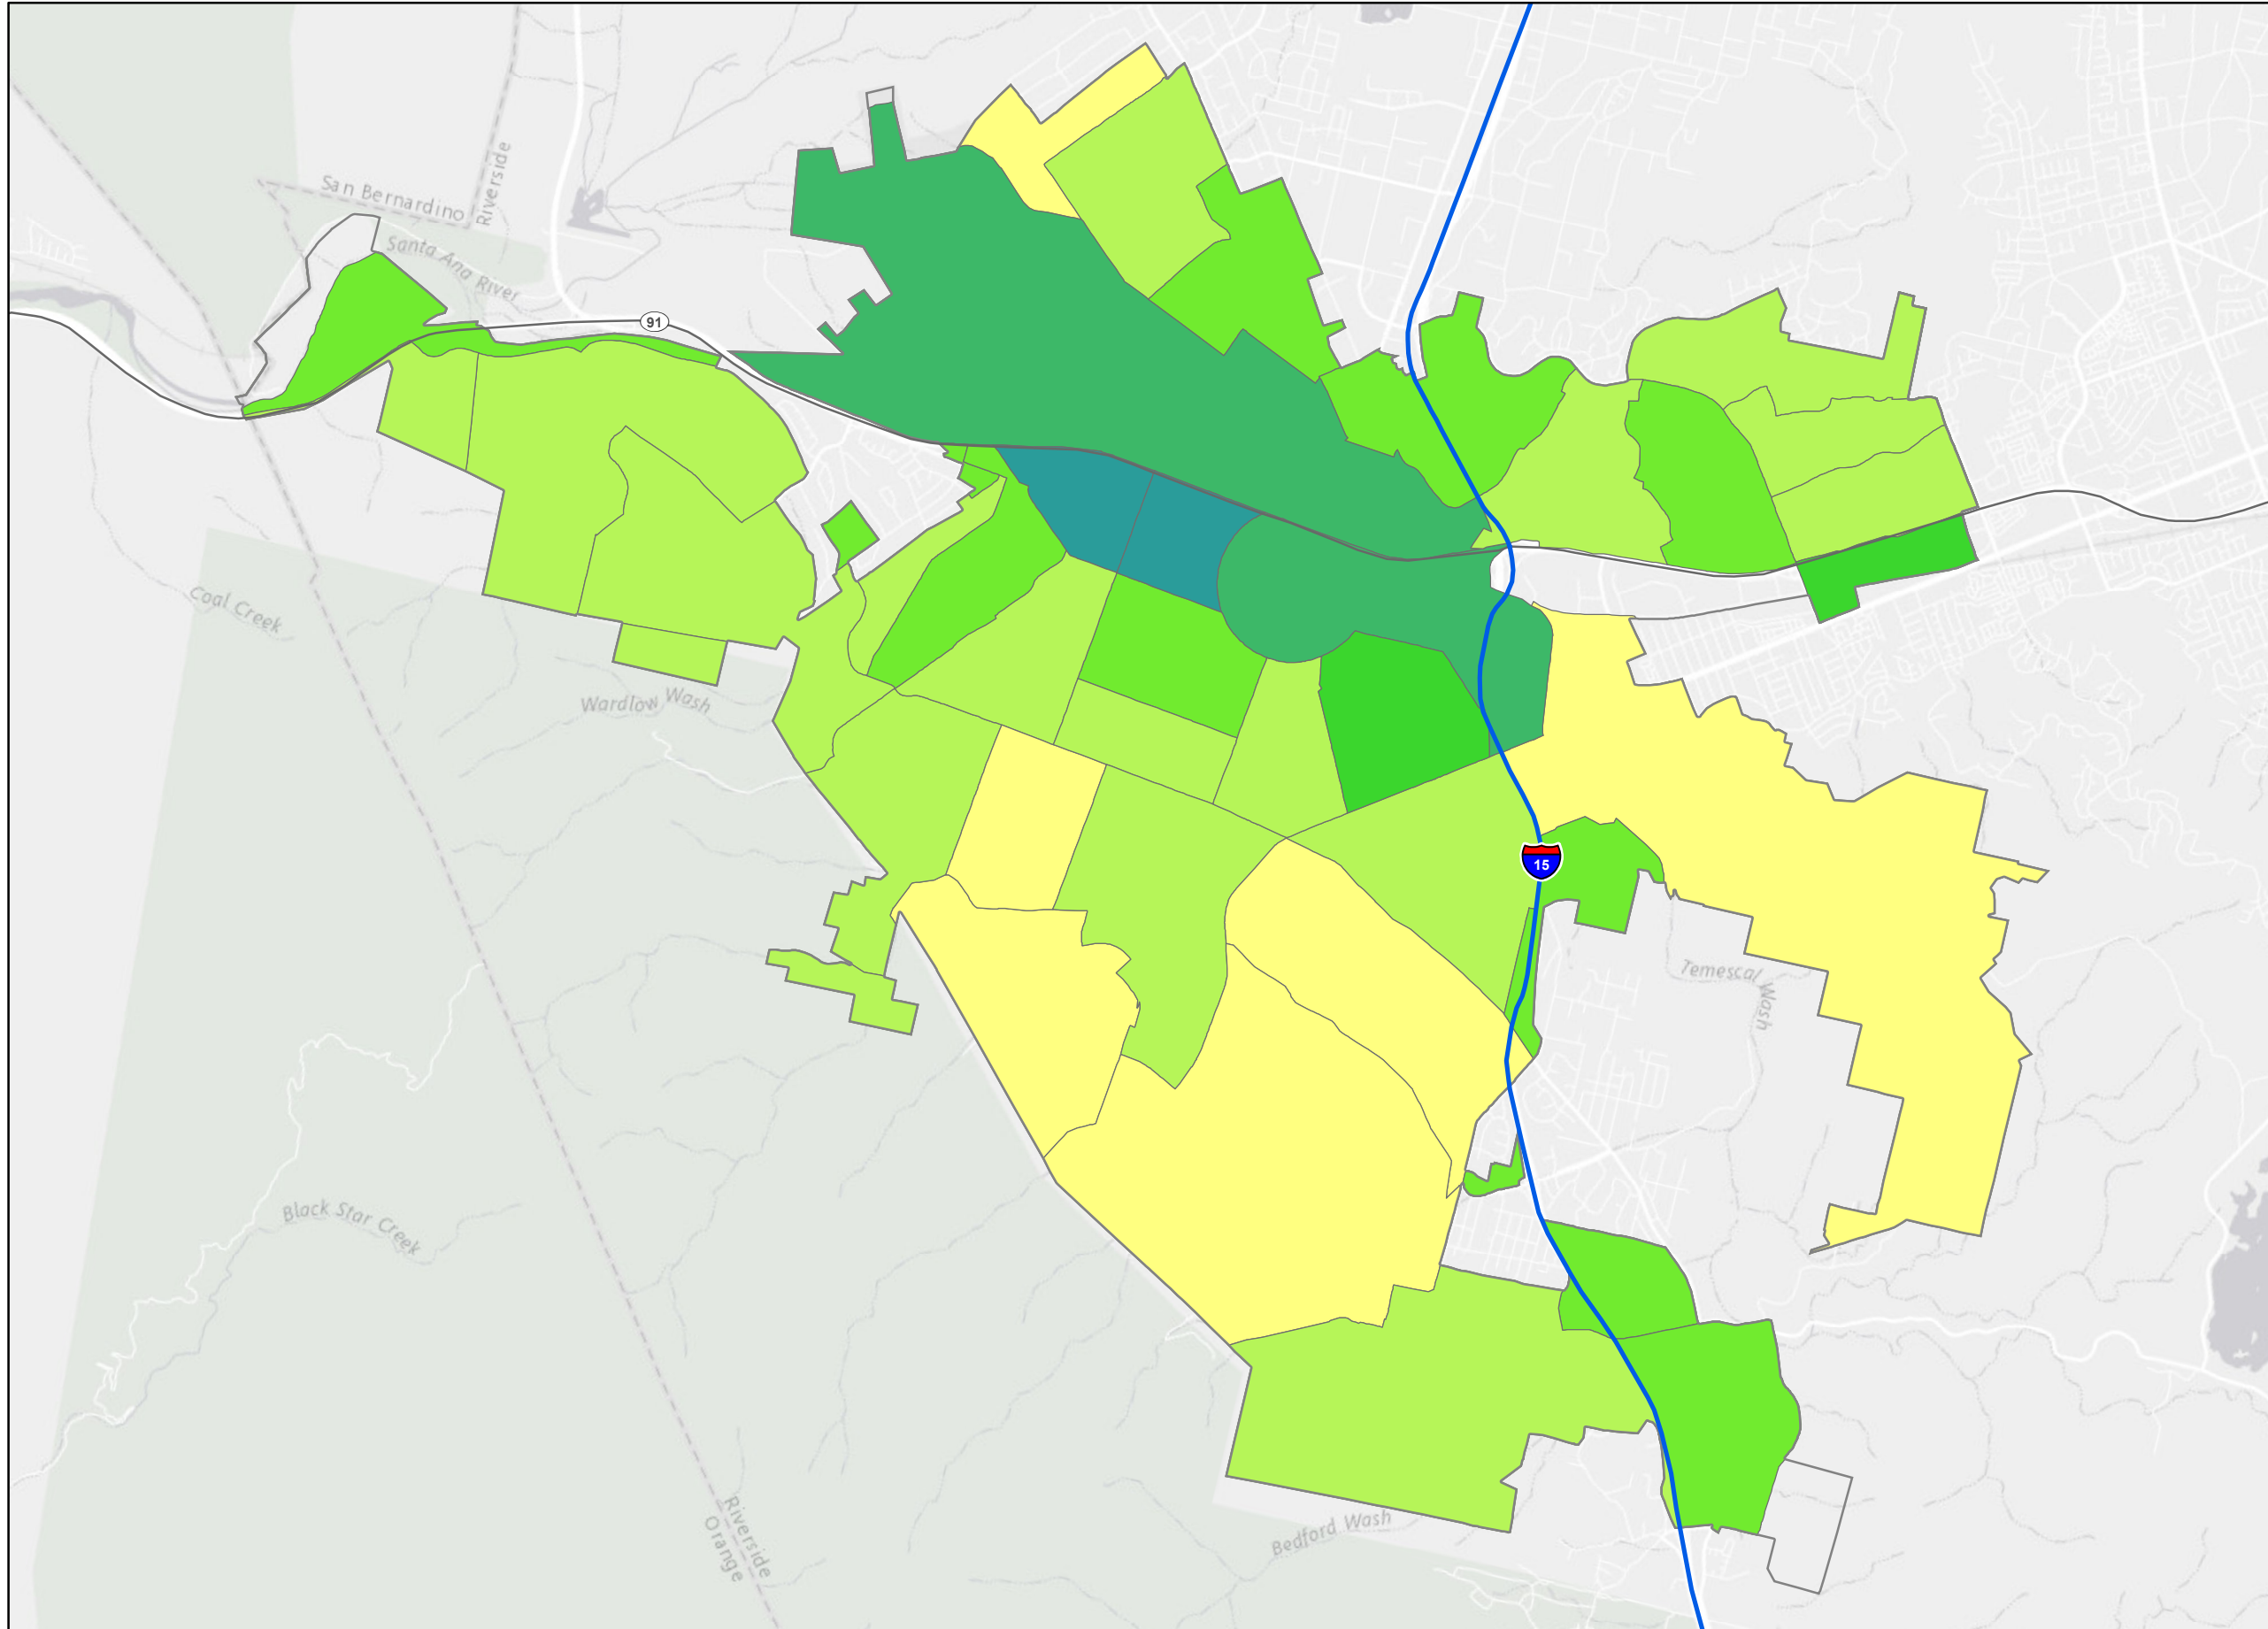 San Bernardino
Riverside
Santa Ana River
91
Coal Creek
Wardlow Wash
15
Temescal Wash
Black Star Creek
Riverside
Orange
Bedford Wash